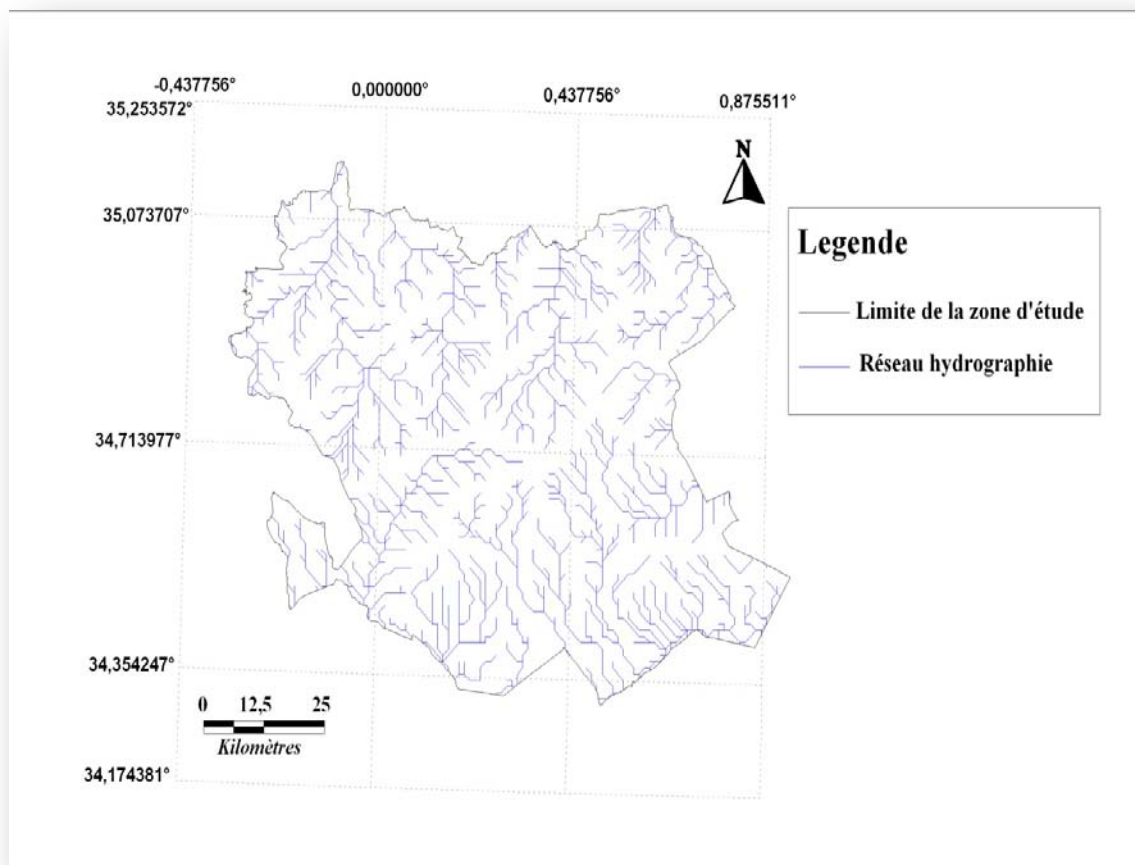 -0,437756°
0,000000°
0,437756°
0,875511°
35,253572°
N
35,073707°
Legende
Limite de la zone d'étude
Réseau hydrographie
34,713977°
34,354247°
0 12,5 25
Kilomètres
34,174381°